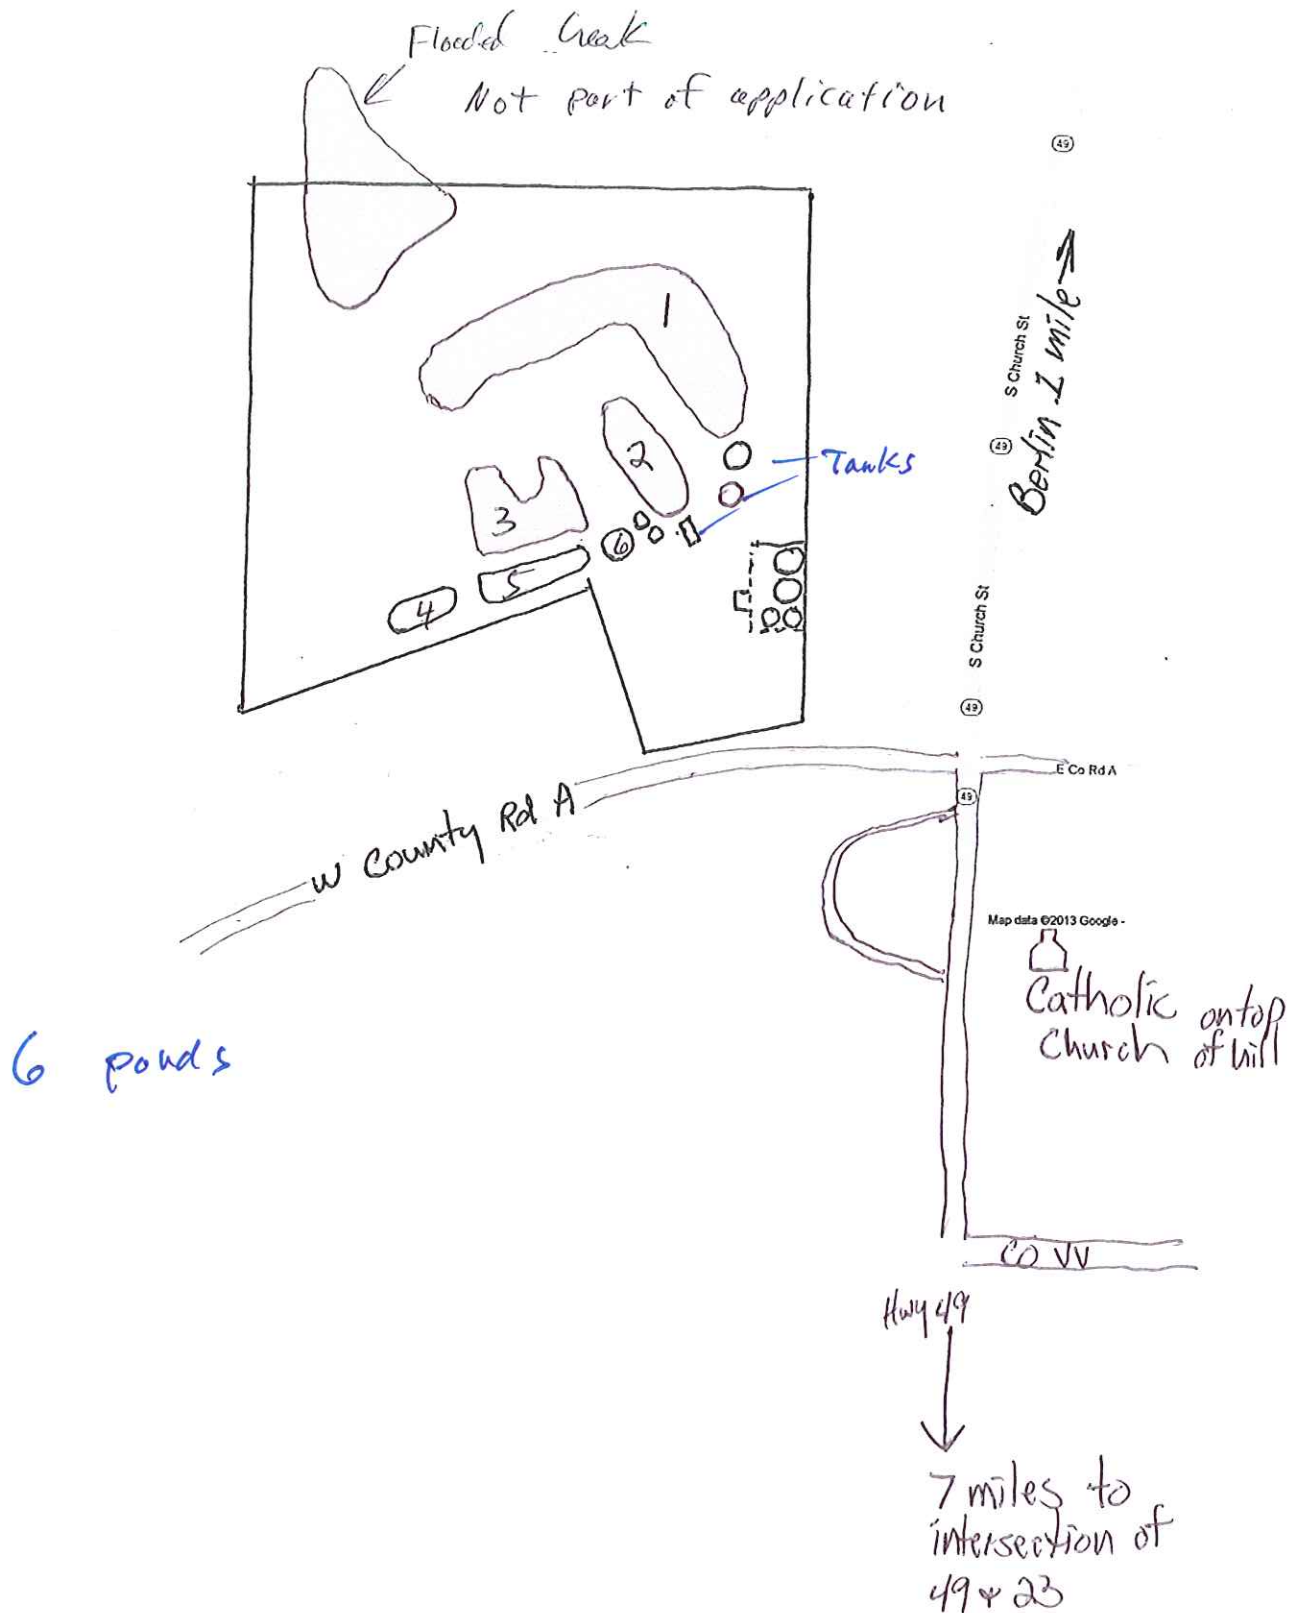 Flooded Creek
Not part of application
49
1
S Church St
Berlin 1 mile
2
49
Tanks
3
6
5
4
S Church St
49
E Co Rd A
49
W County Rd A
Map data ©2013 Google -
Catholic on top
Church of hill
6 ponds
CO VV
Hwy 49
7 miles to
intersection of
49 & 23